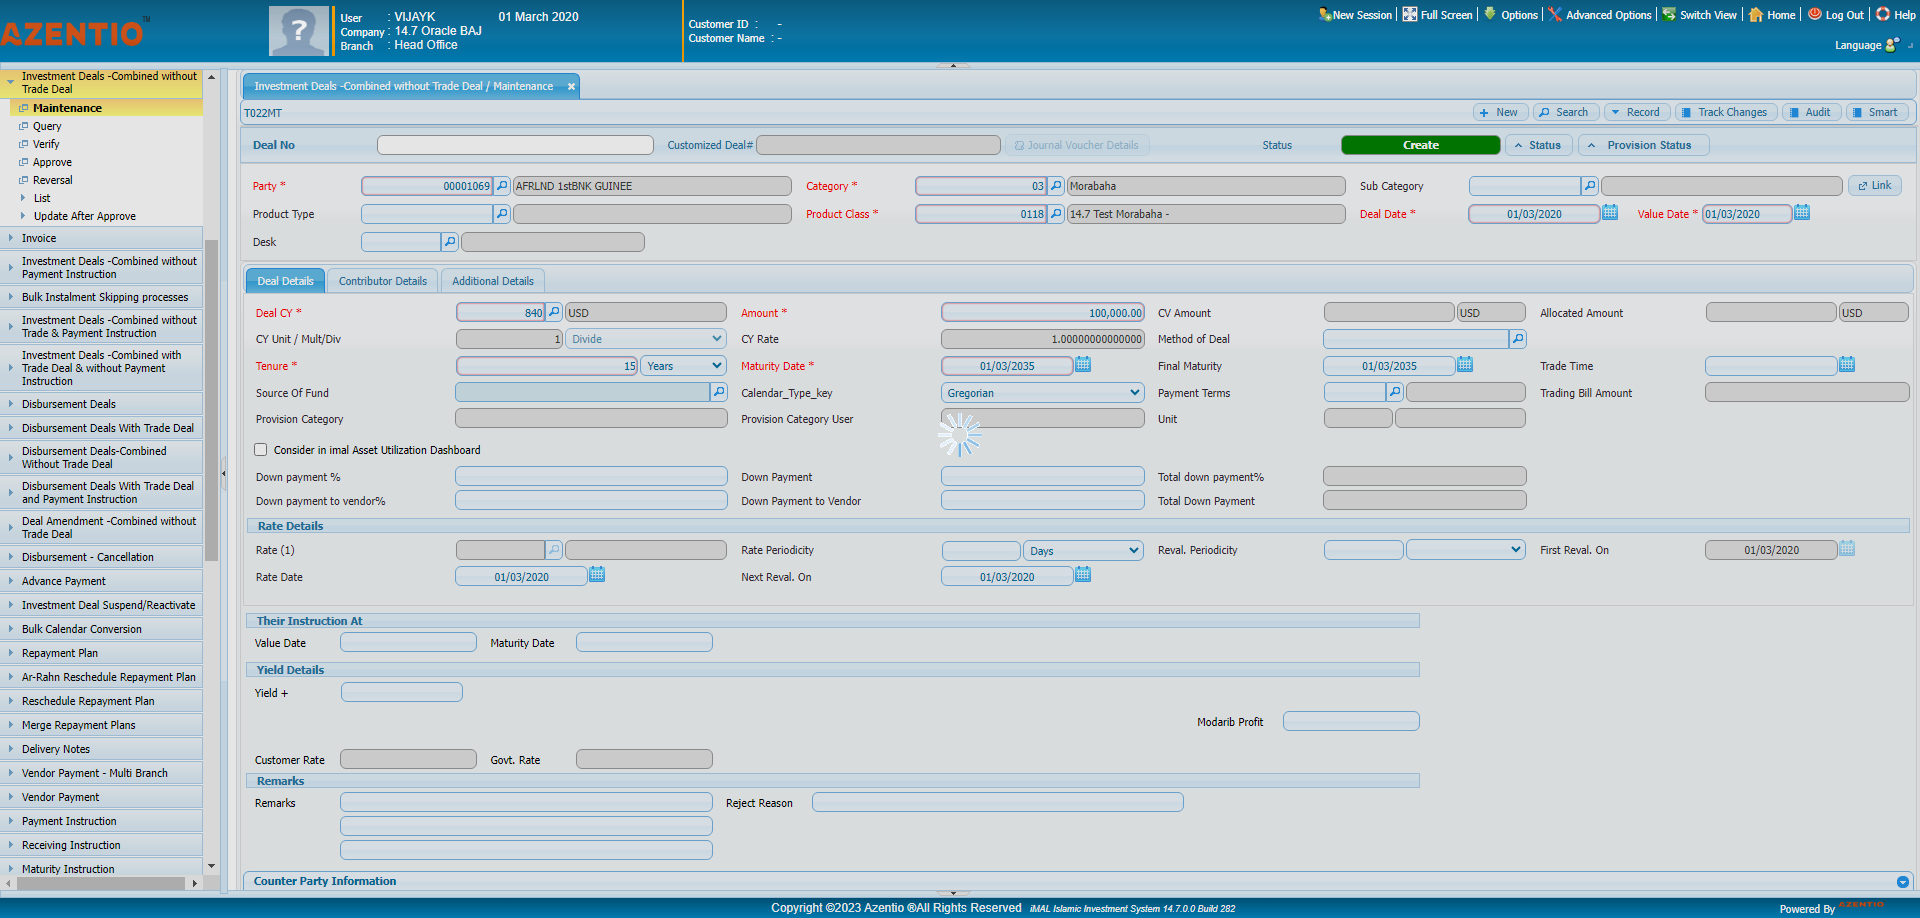 AZENTIO™
User : VIJAYK 01 March 2020
Company : 14.7 Oracle BAJ
Branch : Head Office
Customer ID : -
Customer Name : -
New Session | Full Screen | Options | Advanced Options | Switch View | Home | Log Out | Help
Language
Investment Deals -Combined without Trade Deal
Maintenance
Query
Verify
Approve
Reversal
List
Update After Approve
Invoice
Investment Deals -Combined without Payment Instruction
Bulk Instalment Skipping processes
Investment Deals -Combined without Trade & Payment Instruction
Investment Deals -Combined with Trade Deal & without Payment Instruction
Disbursement Deals
Disbursement Deals With Trade Deal
Disbursement Deals-Combined Without Trade Deal
Disbursement Deals With Trade Deal and Payment Instruction
Deal Amendment -Combined without Trade Deal
Disbursement - Cancellation
Advance Payment
Investment Deal Suspend/Reactivate
Bulk Calendar Conversion
Repayment Plan
Ar-Rahn Reschedule Repayment Plan
Reschedule Repayment Plan
Merge Repayment Plans
Delivery Notes
Vendor Payment - Multi Branch
Vendor Payment
Payment Instruction
Receiving Instruction
Maturity Instruction
Investment Deals -Combined without Trade Deal / Maintenance
T022MT New Search Record Track Changes Audit Smart
Deal No Customized Deal# Journal Voucher Details Status Create Status Provision Status
Party * 00001069 AFRLND 1stBNK GUINEE Category * 03 Morabaha Sub Category Link
Product Type Product Class * 0118 14.7 Test Morabaha - Deal Date * 01/03/2020 Value Date * 01/03/2020
Desk
Deal Details Contributor Details Additional Details
Deal CY * 840 USD Amount * 100,000.00 CV Amount USD Allocated Amount USD
CY Unit / Mult/Div 1 Divide CY Rate 1.00000000000000 Method of Deal
Tenure * 15 Years Maturity Date * 01/03/2035 Final Maturity 01/03/2035 Trade Time
Source Of Fund Calendar_Type_key Gregorian Payment Terms Trading Bill Amount
Provision Category Provision Category User Unit
Consider in imal Asset Utilization Dashboard
Down payment % Down Payment Total down payment%
Down payment to vendor% Down Payment to Vendor Total Down Payment
Rate Details
Rate (1) Rate Periodicity Days Reval. Periodicity First Reval. On 01/03/2020
Rate Date 01/03/2020 Next Reval. On 01/03/2020
Their Instruction At
Value Date Maturity Date
Yield Details
Yield +
Modarib Profit
Customer Rate Govt. Rate
Remarks
Remarks Reject Reason
Counter Party Information
Copyright ©2023 Azentio ®All Rights Reserved iMAL Islamic Investment System 14.7.0.0 Build 282
Powered By AZENTIO